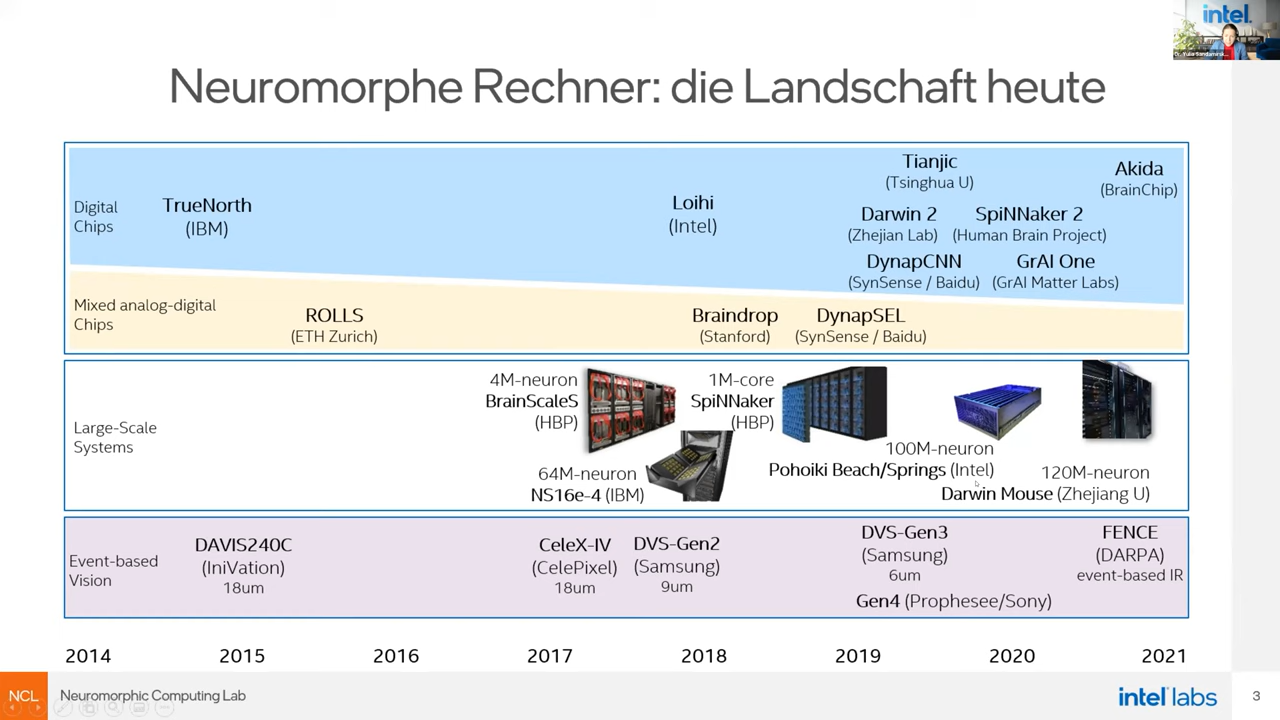 intel.
Neuromorphe Rechner: die Landschaft heute
Digital
Chips
TrueNorth
(IBM)
Loihi
(Intel)
Tianjic
(Tsinghua U)
Akida
(BrainChip)
Darwin 2
(Zhejian Lab)
SpiNNaker 2
(Human Brain Project)
DynapCNN
(SynSense / Baidu)
GrAI One
(GrAI Matter Labs)
Mixed analog-digital
Chips
ROLLS
(ETH Zurich)
Braindrop
(Stanford)
DynapSEL
(SynSense / Baidu)
Large-Scale
Systems
4M-neuron
BrainScaleS
(HBP)
64M-neuron
NS16e-4 (IBM)
1M-core
SpiNNaker
(HBP)
100M-neuron
Pohoiki Beach/Springs (Intel)
120M-neuron
Darwin Mouse (Zhejiang U)
Event-based
Vision
DAVIS240C
(IniVation)
18um
CeleX-IV
(CelePixel)
18um
DVS-Gen2
(Samsung)
9um
DVS-Gen3
(Samsung)
6um
Gen4 (Prophesee/Sony)
FENCE
(DARPA)
event-based IR
2014 2015 2016 2017 2018 2019 2020 2021
NCL Neuromorphic Computing Lab
intel labs
3